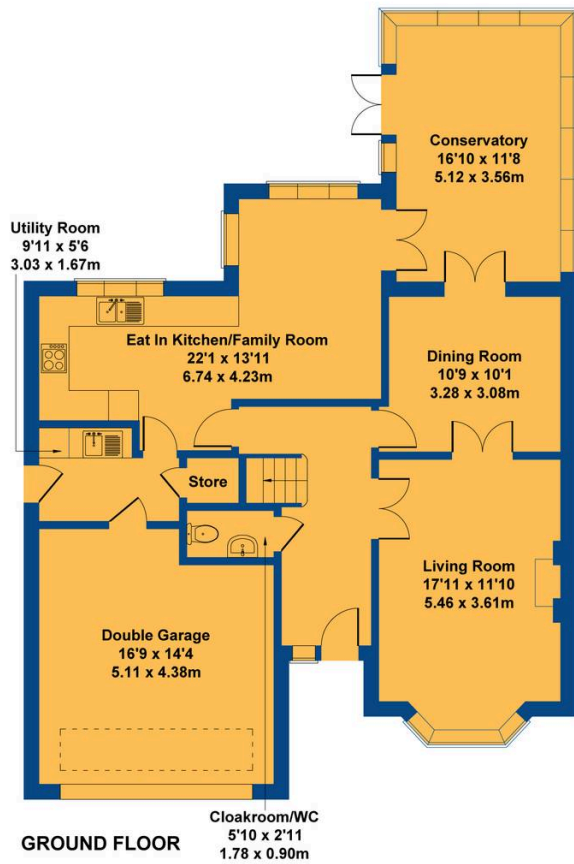 Conservatory
16'10 x 11'8
5.12 x 3.56m
Utility Room
9'11 x 5'6
3.03 x 1.67m
Eat In Kitchen/Family Room
22'1 x 13'11
6.74 x 4.23m
Dining Room
10'9 x 10'1
3.28 x 3.08m
Store
Living Room
17'11 x 11'10
5.46 x 3.61m
Double Garage
16'9 x 14'4
5.11 x 4.38m
Cloakroom/WC
5'10 x 2'11
1.78 x 0.90m
GROUND FLOOR